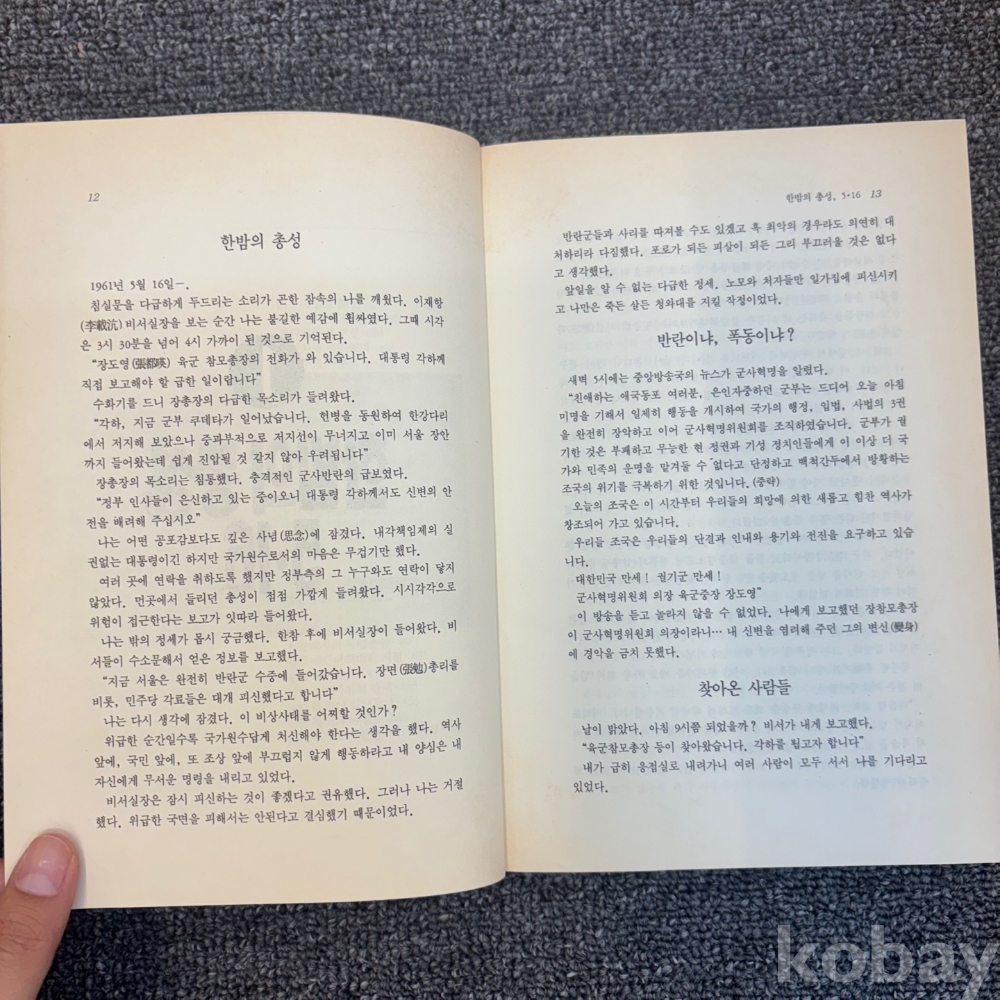 12
한밤의 총성
1961년 5월 16일—.
침실문을 다급하게 두드리는 소리가 곤한 잠속의 나를 깨웠다. 이재항
(李載沆) 비서실장을 보는 순간 나는 불길한 예감에 휩싸였다. 그때 시각
은 3시 30분을 넘어 4시 가까이 된 것으로 기억된다.
“장도영(張都暎) 육군 참모총장의 전화가 와 있습니다. 대통령 각하께
직접 보고해야 할 급한 일이랍니다”
수화기를 드니 장총장의 다급한 목소리가 들려왔다.
“각하, 지금 군부 쿠데타가 일어났습니다. 헌병을 동원하여 한강다리
에서 저지해 보았으나 중과부적으로 저지선이 무너지고 이미 서울 장안
까지 들어왔는데 쉽게 진압될 것 같지 않아 우려됩니다”
장총장의 목소리는 침통했다. 충격적인 군사반란의 급보였다.
“정부 인사들이 은신하고 있는 중이오니 대통령 각하께서도 신변의 안
전을 배려해 주십시오”
나는 어떤 공포감보다도 깊은 사념(思念)에 잠겼다. 내각책임제의 실
권없는 대통령이긴 하지만 국가원수로서의 마음은 무겁기만 했다.
여러 곳에 연락을 취하도록 했지만 정부측의 그 누구와도 연락이 닿지
않았다. 먼곳에서 들리던 총성이 점점 가깝게 들려왔다. 시시각각으로
위험이 접근한다는 보고가 잇따라 들어왔다.
나는 밖의 정세가 몹시 궁금했다. 한참 후에 비서실장이 들어왔다. 비
서들이 수소문해서 얻은 정보를 보고했다.
“지금 서울은 완전히 반란군 수중에 들어갔습니다. 장면(張勉)총리를
비롯, 민주당 각료들은 대개 피신했다고 합니다”
나는 다시 생각에 잠겼다. 이 비상사태를 어찌할 것인가?
위급한 순간일수록 국가원수답게 처신해야 한다는 생각을 했다. 역사
앞에, 국민 앞에, 또 조상 앞에 부끄럽지 않게 행동하라고 내 양심은 내
자신에게 무서운 명령을 내리고 있었다.
비서실장은 잠시 피신하는 것이 좋겠다고 권유했다. 그러나 나는 거절
했다. 위급한 국면을 피해서는 안된다고 결심했기 때문이었다.
한밤의 총성, 5•16 13
반란군들과 사리를 따져볼 수도 있겠고 혹 최악의 경우라도 의연히 대
처하리라 다짐했다. 포로가 되든 피살이 되든 그리 부끄러울 것은 없다
고 생각했다.
앞일을 알 수 없는 다급한 정세. 노모와 처자들만 일가집에 피신시키
고 나만은 죽든 살든 청와대를 지킬 작정이었다.
반란이냐, 폭동이냐?
새벽 5시에는 중앙방송국의 뉴스가 군사혁명을 알렸다.
“친애하는 애국동포 여러분, 은인자중하던 군부는 드디어 오늘 아침
미명을 기해서 일제히 행동을 개시하여 국가의 행정, 입법, 사법의 3권
을 완전히 장악하고 이어 군사혁명위원회를 조직하였습니다. 군부가 궐
기한 것은 부패하고 무능한 현 정권과 기성 정치인들에게 이 이상 더 국
가와 민족의 운명을 맡겨둘 수 없다고 단정하고 백척간두에서 방황하는
조국의 위기를 극복하기 위한 것입니다. (중략)
오늘의 조국은 이 시간부터 우리들의 희망에 의한 새롭고 힘찬 역사가
창조되어 가고 있습니다.
우리들 조국은 우리들의 단결과 인내와 용기와 전진을 요구하고 있습
니다.
대한민국 만세! 궐기군 만세!
군사혁명위원회 의장 육군중장 장도영”
이 방송을 듣고 놀라지 않을 수 없었다. 나에게 보고했던 장참모총장
이 군사혁명위원회 의장이라니… 내 신변을 염려해 주던 그의 변신(變身)
에 경악을 금치 못했다.
찾아온 사람들
날이 밝았다. 아침 9시쯤 되었을까? 비서가 내게 보고했다.
“육군참모총장 등이 찾아왔습니다. 각하를 뵙고자 합니다”
내가 급히 응접실로 내려가니 여러 사람이 모두 서서 나를 기다리고
있었다.
kobay